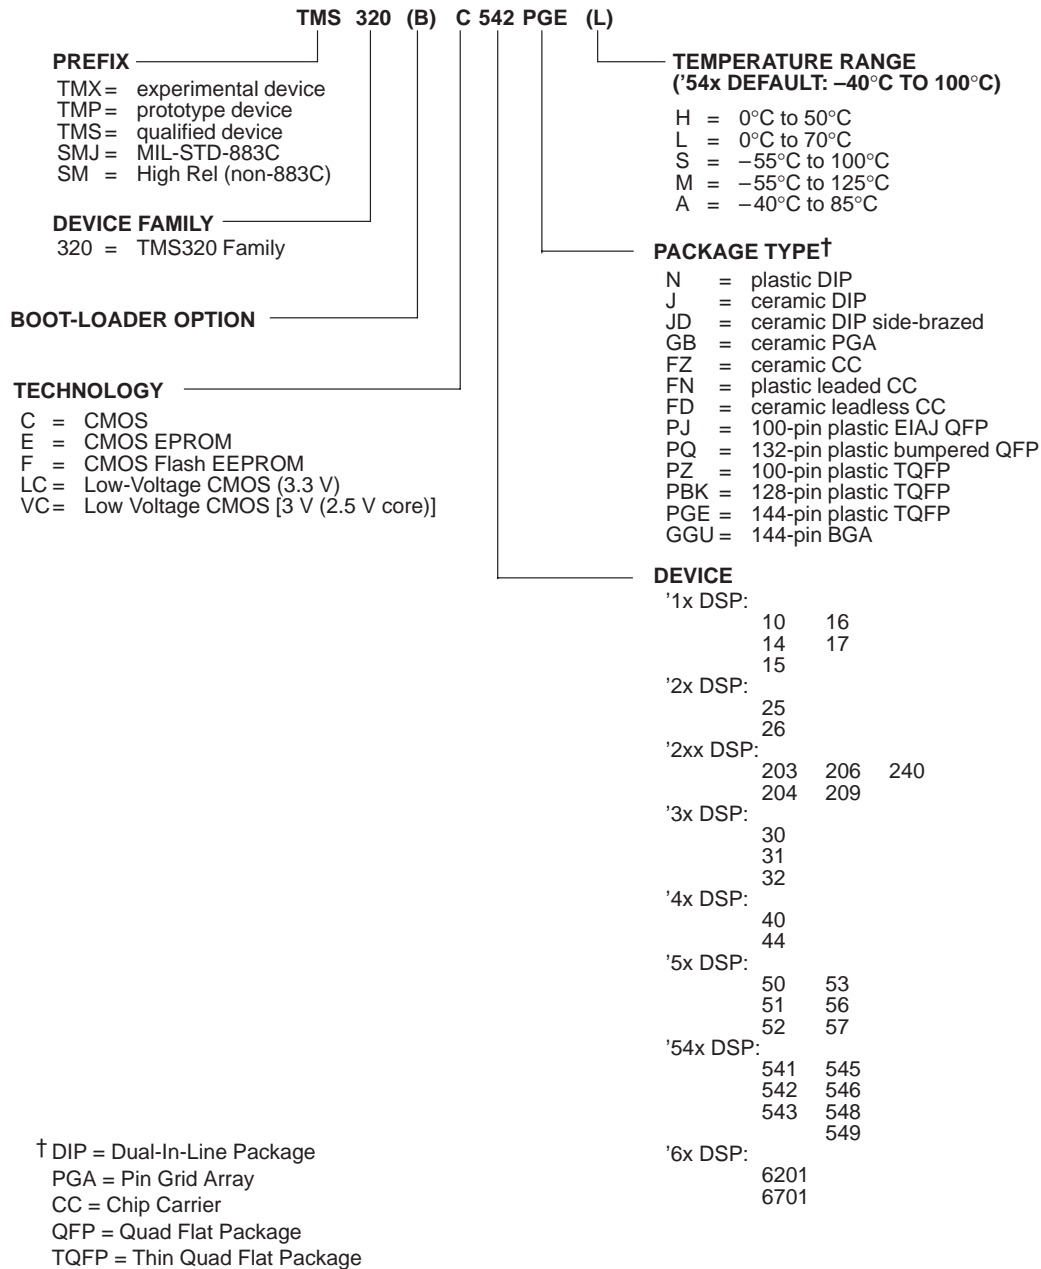 TMS 320 (B) C 542 PGE (L)
PREFIX
TMX = experimental device
TMP = prototype device
TMS = qualified device
SMJ = MIL-STD-883C
SM = High Rel (non-883C)
DEVICE FAMILY
320 = TMS320 Family
BOOT-LOADER OPTION
TECHNOLOGY
C = CMOS
E = CMOS EPROM
F = CMOS Flash EEPROM
LC = Low-Voltage CMOS (3.3 V)
VC = Low Voltage CMOS [3 V (2.5 V core)]
TEMPERATURE RANGE
('54x DEFAULT: –40°C TO 100°C)
H = 0°C to 50°C
L = 0°C to 70°C
S = –55°C to 100°C
M = –55°C to 125°C
A = –40°C to 85°C
PACKAGE TYPE†
N = plastic DIP
J = ceramic DIP
JD = ceramic DIP side-brazed
GB = ceramic PGA
FZ = ceramic CC
FN = plastic leaded CC
FD = ceramic leadless CC
PJ = 100-pin plastic EIAJ QFP
PQ = 132-pin plastic bumpered QFP
PZ = 100-pin plastic TQFP
PBK = 128-pin plastic TQFP
PGE = 144-pin plastic TQFP
GGU = 144-pin BGA
DEVICE
'1x DSP:
10 16
14 17
15
'2x DSP:
25
26
'2xx DSP:
203 206 240
204 209
'3x DSP:
30
31
32
'4x DSP:
40
44
'5x DSP:
50 53
51 56
52 57
'54x DSP:
541 545
542 546
543 548
549
'6x DSP:
6201
6701
† DIP = Dual-In-Line Package
PGA = Pin Grid Array
CC = Chip Carrier
QFP = Quad Flat Package
TQFP = Thin Quad Flat Package